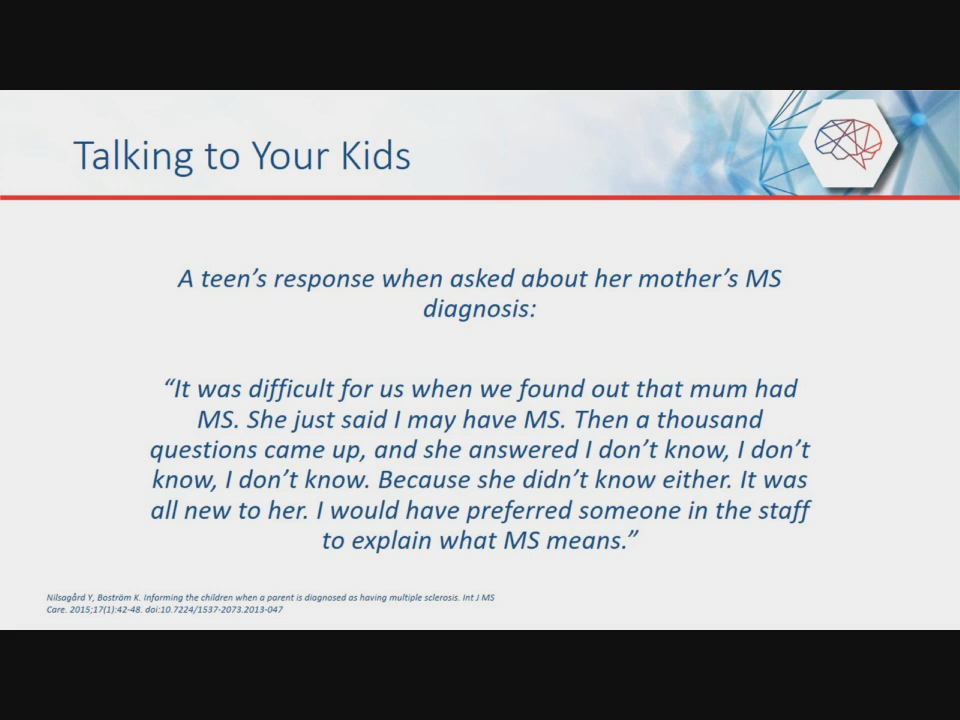 Talking to Your Kids
A teen’s response when asked about her mother’s MS
diagnosis:
“It was difficult for us when we found out that mum had
MS. She just said I may have MS. Then a thousand
questions came up, and she answered I don’t know, I don’t
know, I don’t know. Because she didn’t know either. It was
all new to her. I would have preferred someone in the staff
to explain what MS means.”
Nilsagård Y, Boström K. Informing the children when a parent is diagnosed as having multiple sclerosis. Int J MS
Care. 2015;17(1):42-48. doi:10.7224/1537-2073.2013-047